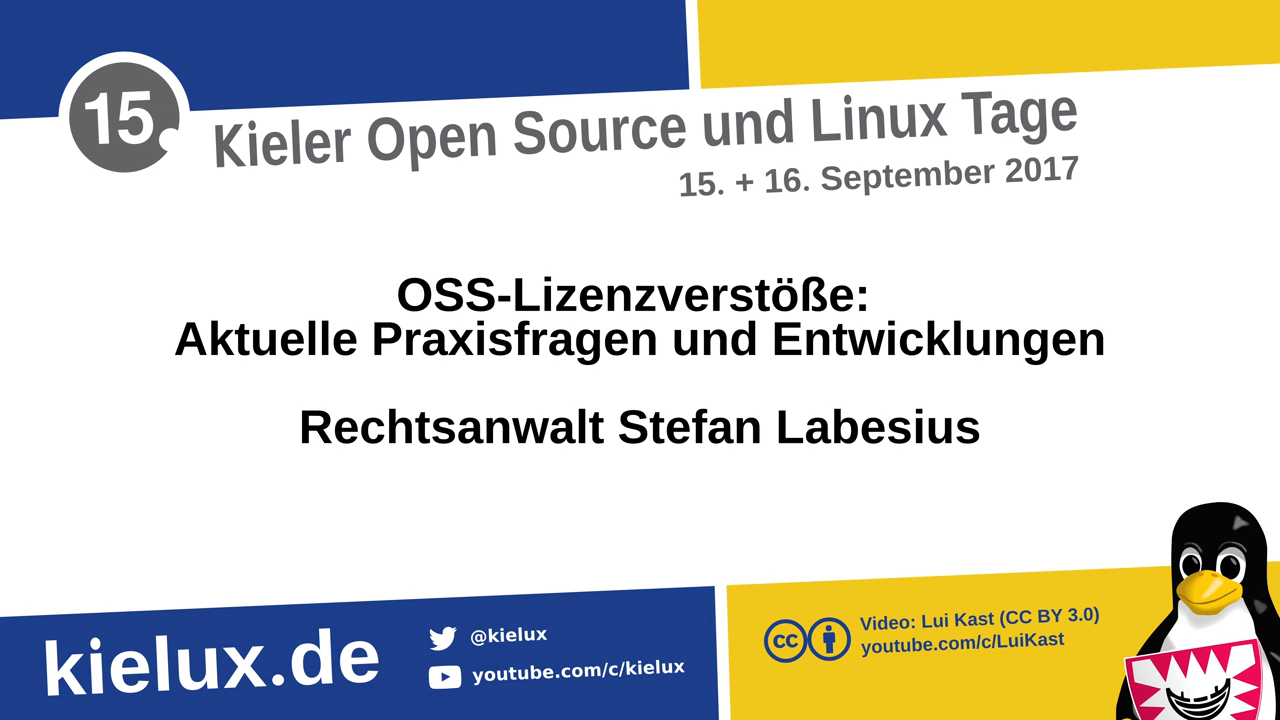 15.
Kieler Open Source und Linux Tage
15. + 16. September 2017
OSS-Lizenzverstöße:
Aktuelle Praxisfragen und Entwicklungen
Rechtsanwalt Stefan Labesius
kielux.de
@kielux
youtube.com/c/kielux
cc
Video: Lui Kast (CC BY 3.0)
youtube.com/c/LuiKast